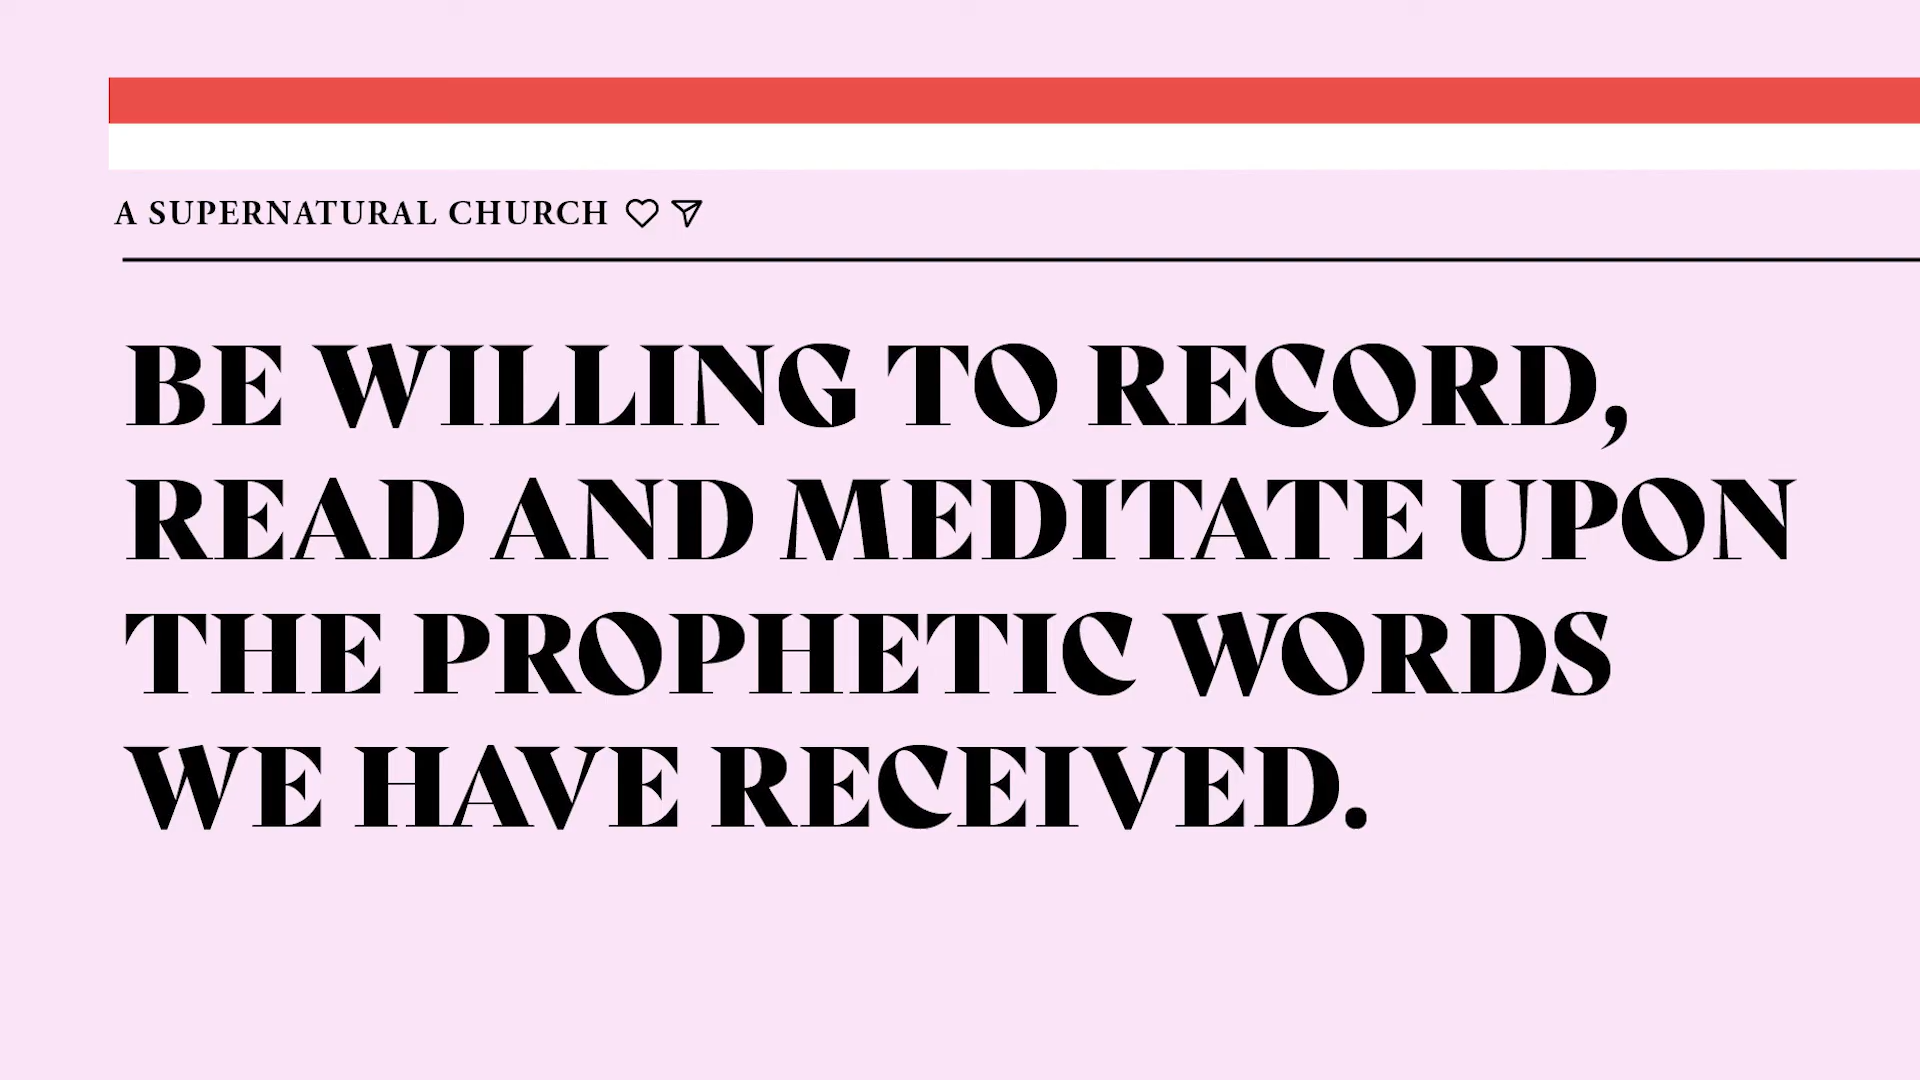 A SUPERNATURAL CHURCH
BE WILLING TO RECORD,
READ AND MEDITATE UPON
THE PROPHETIC WORDS
WE HAVE RECEIVED.